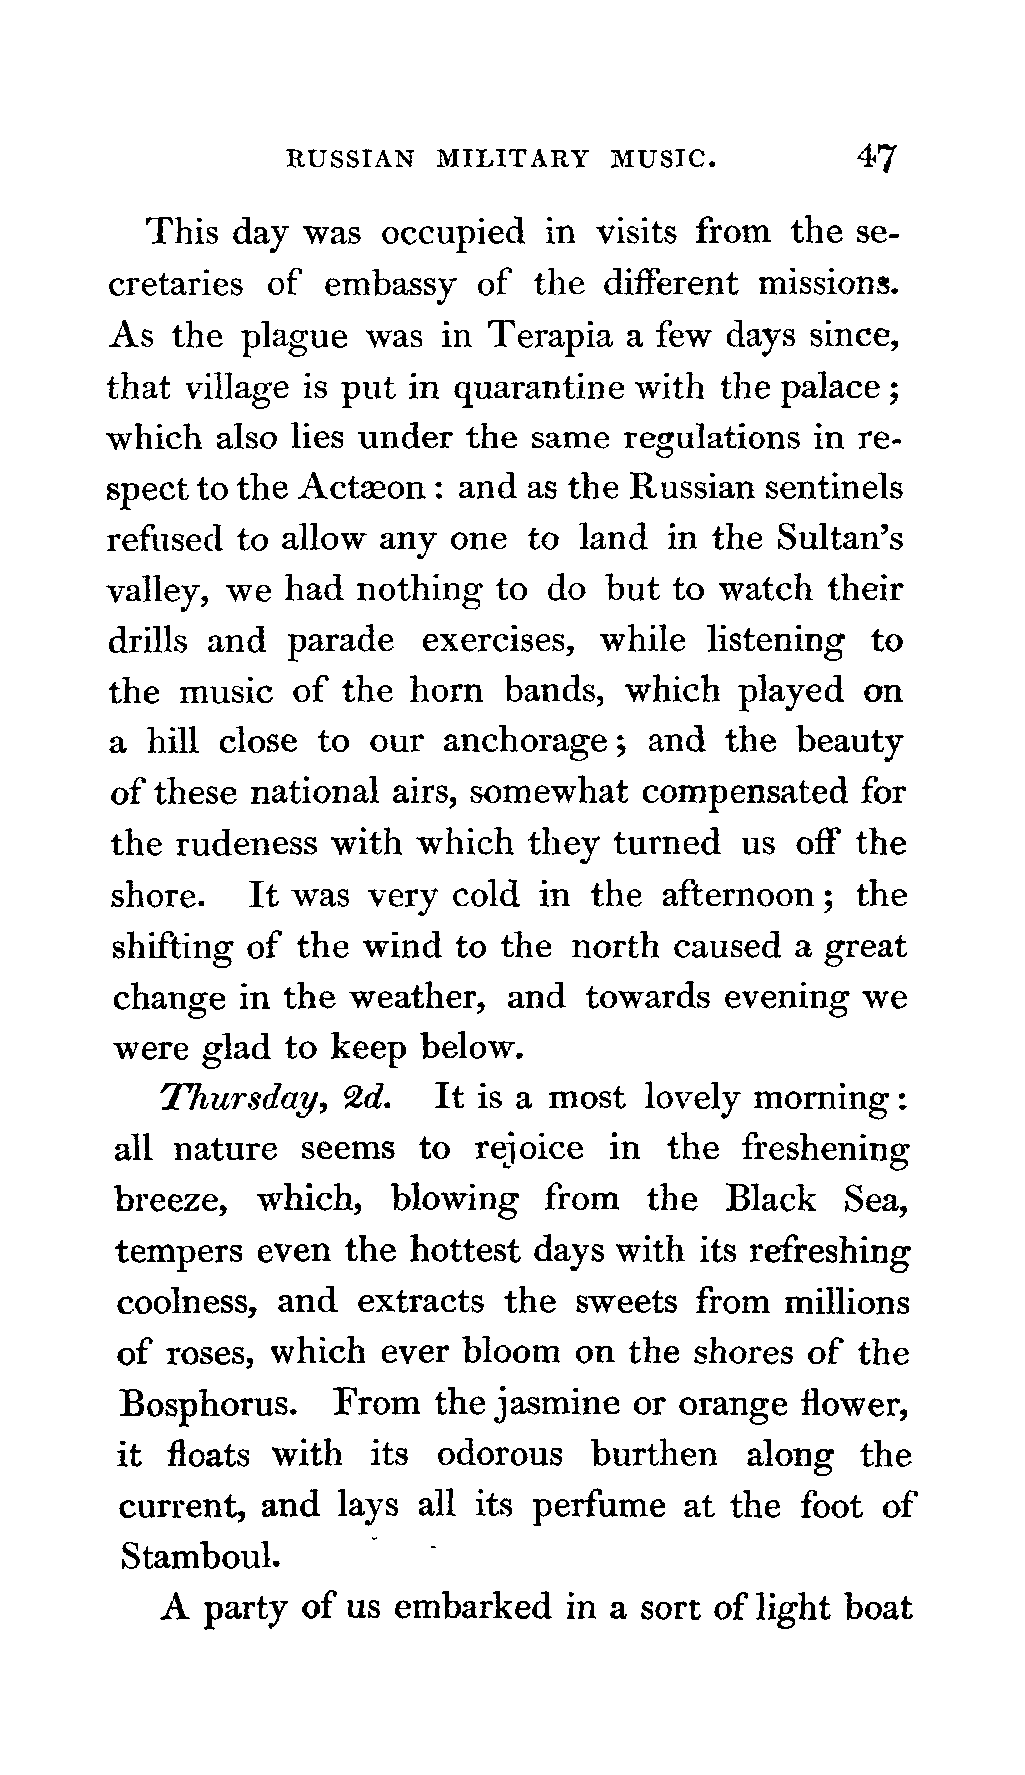 RUSSIAN MILITARY MUSIC. 47
This day was occupied in visits from the se-
cretaries of embassy of the different missions.
As the plague was in Terapia a few days since,
that village is put in quarantine with the palace ;
which also lies under the same regulations in re-
spect to the Actæon : and as the Russian sentinels
refused to allow any one to land in the Sultan's
valley, we had nothing to do but to watch their
drills and parade exercises, while listening to
the music of the horn bands, which played on
a hill close to our anchorage ; and the beauty
of these national airs, somewhat compensated for
the rudeness with which they turned us off the
shore. It was very cold in the afternoon ; the
shifting of the wind to the north caused a great
change in the weather, and towards evening we
were glad to keep below.
Thursday, 2d. It is a most lovely morning :
all nature seems to rejoice in the freshening
breeze, which, blowing from the Black Sea,
tempers even the hottest days with its refreshing
coolness, and extracts the sweets from millions
of roses, which ever bloom on the shores of the
Bosphorus. From the jasmine or orange flower,
it floats with its odorous burthen along the
current, and lays all its perfume at the foot of
Stamboul.
A party of us embarked in a sort of light boat